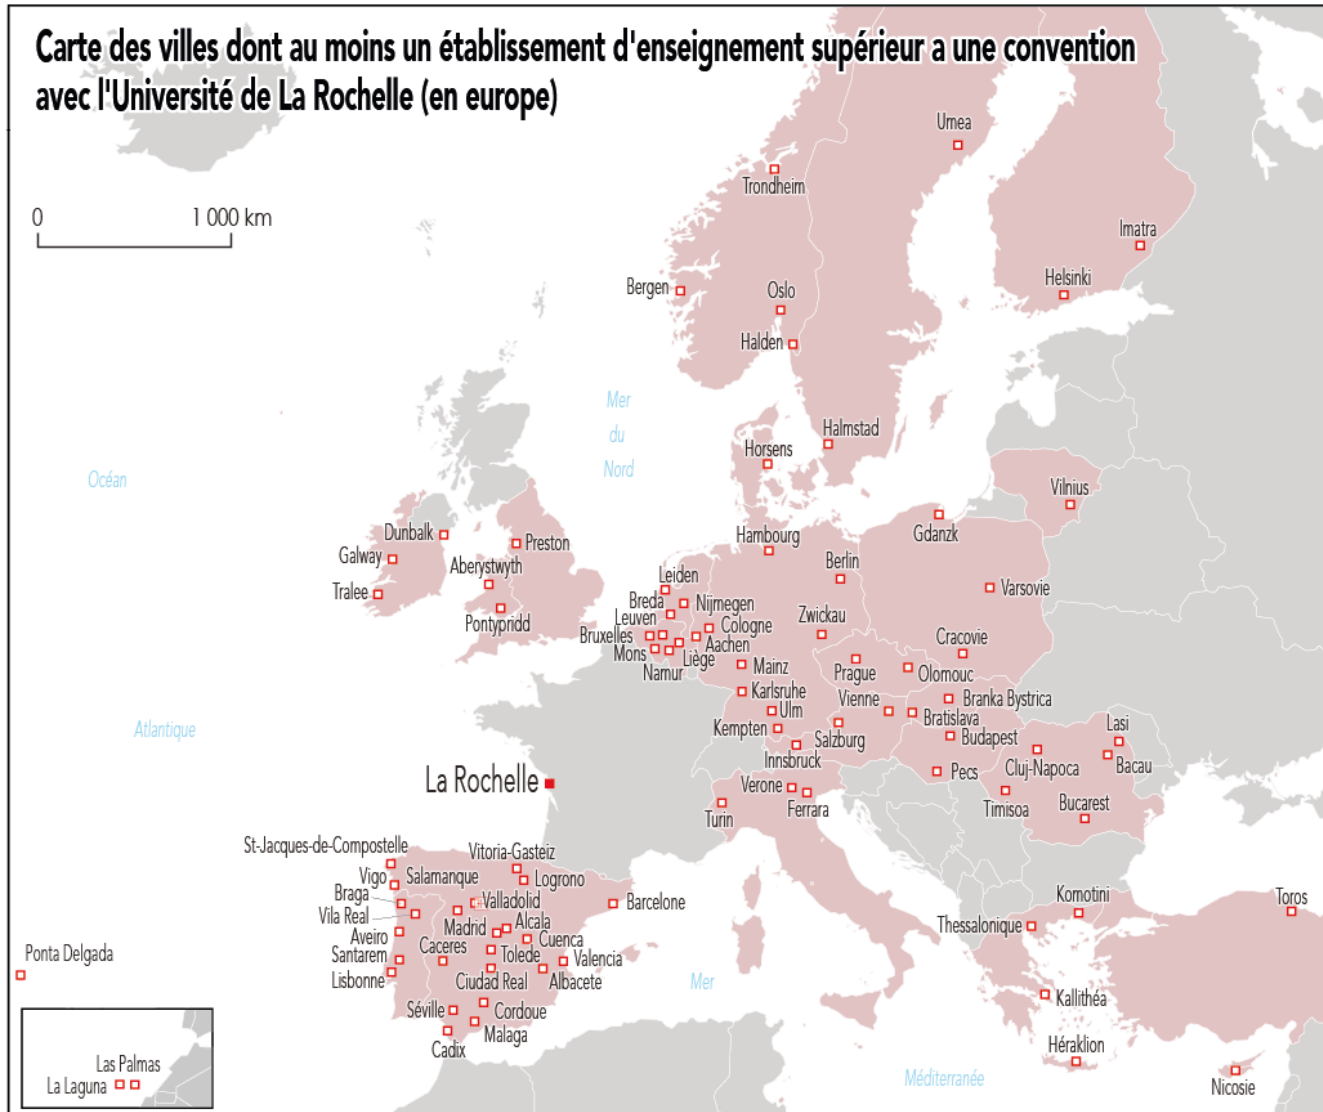 Carte des villes dont au moins un établissement d'enseignement supérieur a une convention
avec l'Université de La Rochelle (en europe)
0 1 000 km
Umea
Trondheim
Imatra
Helsinki
Bergen
Oslo
Halden
Mer
du
Nord
Halmstad
Horsens
Océan
Vilnius
Gdanzk
Dunbalk
Preston
Hambourg
Galway
Aberystwyth
Berlin
Leiden
Tralee
Varsovie
Breda
Nijmegen
Pontypridd
Leuven
Zwickau
Cologne
Bruxelles
Aachen
Cracovie
Mons
Liège
Namur
Mainz
Prague
Olomouc
Karlsruhe
Vienne
Branka Bystrica
Ulm
Bratislava
Lasi
Atlantique
Kempten
Salzburg
Budapest
Innsbruck
Cluj-Napoca
Bacau
Pecs
La Rochelle
Verone
Ferrara
Timisoa
Bucarest
Turin
St-Jacques-de-Compostelle
Vitoria-Gasteiz
Vigo
Salamanque
Logrono
Braga
Valladolid
Barcelone
Komotini
Toros
Vila Real
Madrid
Alcala
Thessalonique
Aveiro
Caceres
Cuenca
Santarem
Tolede
Valencia
Ponta Delgada
Lisbonne
Ciudad Real
Albacete
Mer
Kallithéa
Séville
Cordoue
Malaga
Cadix
Héraklion
Las Palmas
La Laguna
Méditerranée
Nicosie